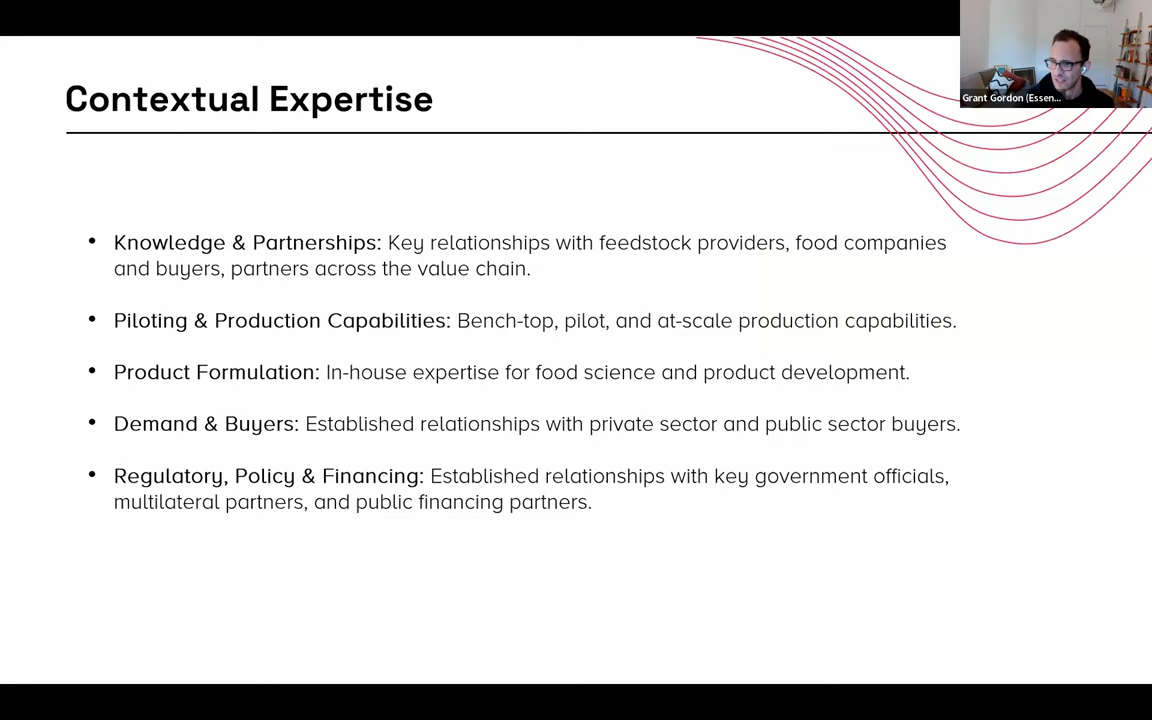 Contextual Expertise
Grant Gordon (Essen...
• Knowledge & Partnerships: Key relationships with feedstock providers, food companies
and buyers, partners across the value chain.
• Piloting & Production Capabilities: Bench-top, pilot, and at-scale production capabilities.
• Product Formulation: In-house expertise for food science and product development.
• Demand & Buyers: Established relationships with private sector and public sector buyers.
• Regulatory, Policy & Financing: Established relationships with key government officials,
multilateral partners, and public financing partners.